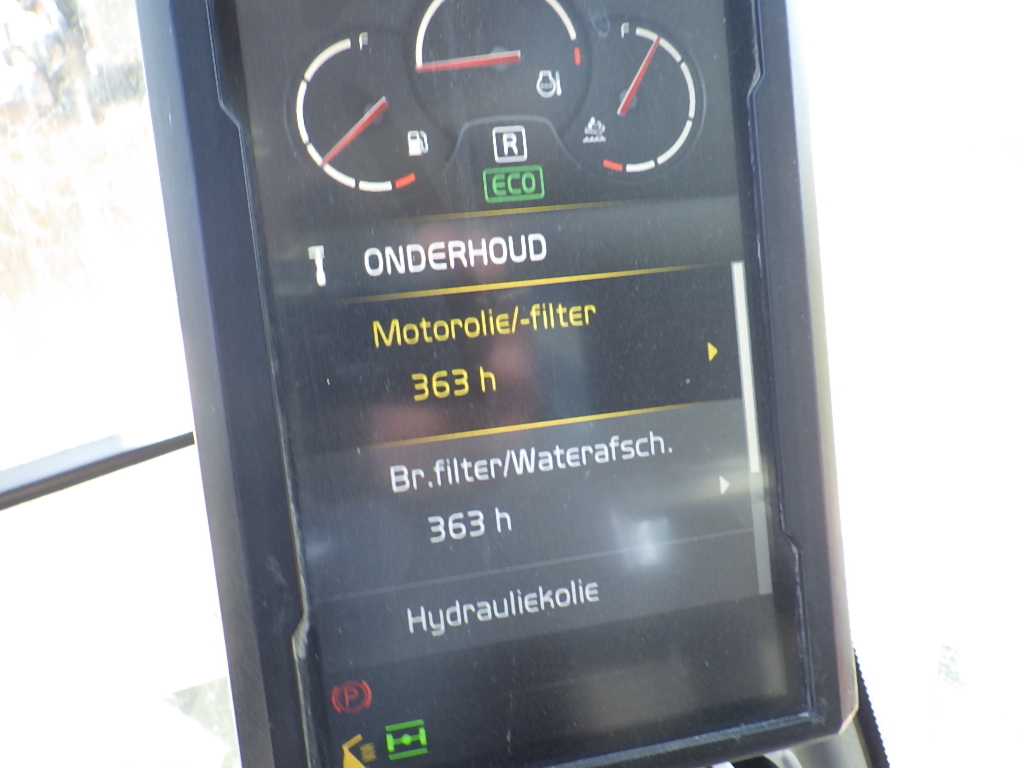 F
F
R
ECO
ONDERHOUD
Motorolie/-filter
363 h
Br.filter/Waterafsch.
363 h
Hydrauliekolie
P